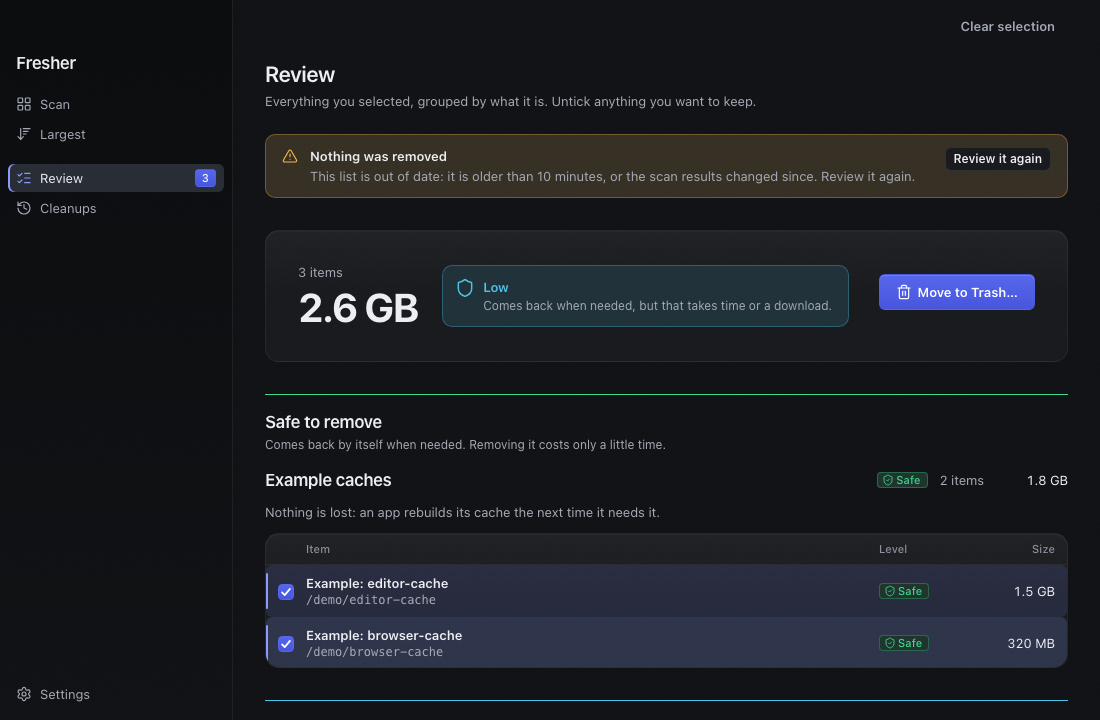 Clear selection
Fresher
Scan
Largest
Review
3
Cleanups
Settings
Review
Everything you selected, grouped by what it is. Untick anything you want to keep.
Nothing was removed
This list is out of date: it is older than 10 minutes, or the scan results changed since. Review it again.
Review it again
3 items
2.6 GB
Low
Comes back when needed, but that takes time or a download.
Move to Trash...
Safe to remove
Comes back by itself when needed. Removing it costs only a little time.
Example caches
Safe
2 items
1.8 GB
Nothing is lost: an app rebuilds its cache the next time it needs it.
Item
Level
Size
Example: editor-cache
/demo/editor-cache
Safe
1.5 GB
Example: browser-cache
/demo/browser-cache
Safe
320 MB